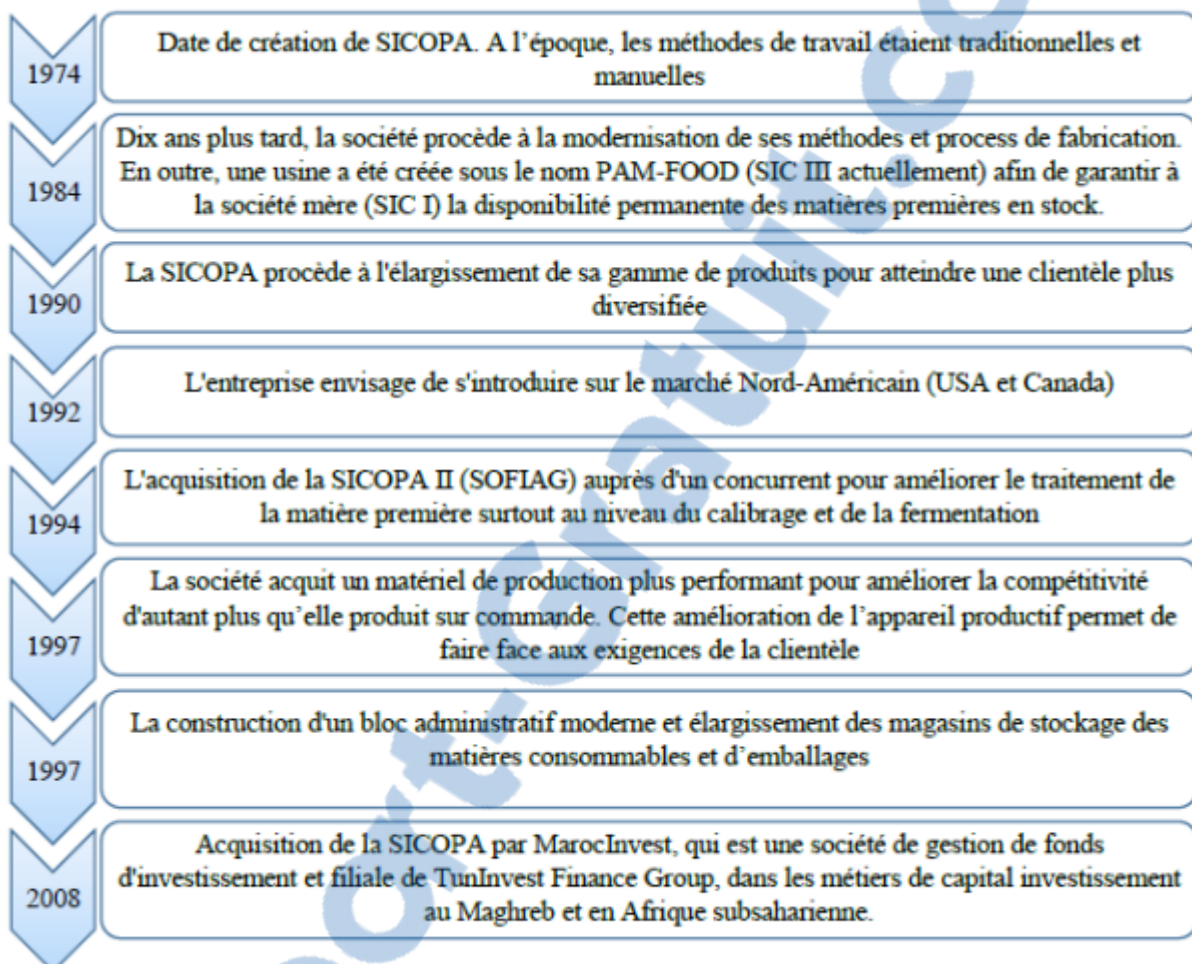 1974
Date de création de SICOPA. A l’époque, les méthodes de travail étaient traditionnelles et
manuelles
1984
Dix ans plus tard, la société procède à la modernisation de ses méthodes et process de fabrication.
En outre, une usine a été créée sous le nom PAM-FOOD (SIC III actuellement) afin de garantir à
la société mère (SIC I) la disponibilité permanente des matières premières en stock.
1990
La SICOPA procède à l'élargissement de sa gamme de produits pour atteindre une clientèle plus
diversifiée
1992
L'entreprise envisage de s'introduire sur le marché Nord-Américain (USA et Canada)
1994
L'acquisition de la SICOPA II (SOFIAG) auprès d'un concurrent pour améliorer le traitement de
la matière première surtout au niveau du calibrage et de la fermentation
1997
La société acquit un matériel de production plus performant pour améliorer la compétitivité
d'autant plus qu’elle produit sur commande. Cette amélioration de l’appareil productif permet de
faire face aux exigences de la clientèle
1997
La construction d'un bloc administratif moderne et élargissement des magasins de stockage des
matières consommables et d’emballages
2008
Acquisition de la SICOPA par MarocInvest, qui est une société de gestion de fonds
d'investissement et filiale de TunInvest Finance Group, dans les métiers de capital investissement
au Maghreb et en Afrique subsaharienne.
ort-Gratuit.c